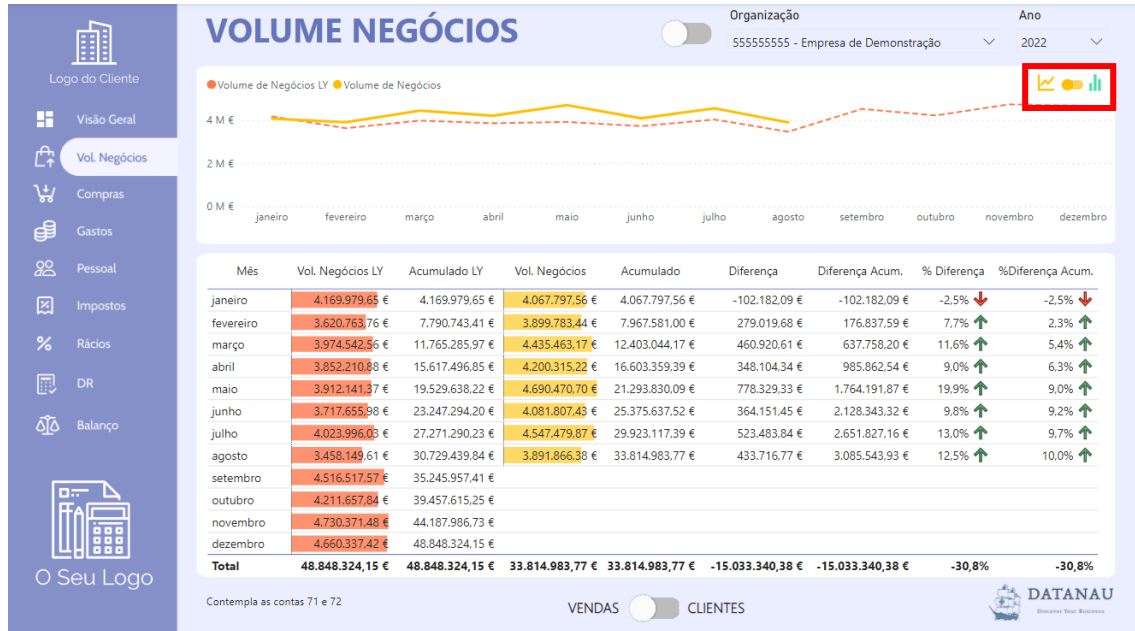 Logo do Cliente
Visão Geral
Vol. Negócios
Compras
Gastos
Pessoal
Impostos
Rácios
DR
Balanço
O Seu Logo
VOLUME NEGÓCIOS
Organização
555555555 - Empresa de Demonstração
Ano
2022
Volume de Negócios LY Volume de Negócios
4 M €
2 M €
0 M €
janeiro fevereiro março abril maio junho julho agosto setembro outubro novembro dezembro
Mês Vol. Negócios LY Acumulado LY Vol. Negócios Acumulado Diferença Diferença Acum. % Diferença %Diferença Acum.
janeiro 4.169.979,65 € 4.169.979,65 € 4.067.797,56 € 4.067.797,56 € -102.182,09 € -102.182,09 € -2,5% -2,5%
fevereiro 3.620.763,76 € 7.790.743,41 € 3.899.783,44 € 7.967.581,00 € 279.019,68 € 176.837,59 € 7,7% 2,3%
março 3.974.542,56 € 11.765.285,97 € 4.435.463,17 € 12.403.044,17 € 460.920,61 € 637.758,20 € 11,6% 5,4%
abril 3.852.210,88 € 15.617.496,85 € 4.200.315,22 € 16.603.359,39 € 348.104,34 € 985.862,54 € 9,0% 6,3%
maio 3.912.141,37 € 19.529.638,22 € 4.690.470,70 € 21.293.830,09 € 778.329,33 € 1.764.191,87 € 19,9% 9,0%
junho 3.717.655,98 € 23.247.294,20 € 4.081.807,43 € 25.375.637,52 € 364.151,45 € 2.128.343,32 € 9,8% 9,2%
julho 4.023.996,03 € 27.271.290,23 € 4.547.479,87 € 29.923.117,39 € 523.483,84 € 2.651.827,16 € 13,0% 9,7%
agosto 3.458.149,61 € 30.729.439,84 € 3.891.866,38 € 33.814.983,77 € 433.716,77 € 3.085.543,93 € 12,5% 10,0%
setembro 4.516.517,57 € 35.245.957,41 €
outubro 4.211.657,84 € 39.457.615,25 €
novembro 4.730.371,48 € 44.187.986,73 €
dezembro 4.660.337,42 € 48.848.324,15 €
Total 48.848.324,15 € 48.848.324,15 € 33.814.983,77 € 33.814.983,77 € -15.033.340,38 € -15.033.340,38 € -30,8% -30,8%
Contempla as contas 71 e 72
VENDAS CLIENTES
DATANAU
Discover Your Business